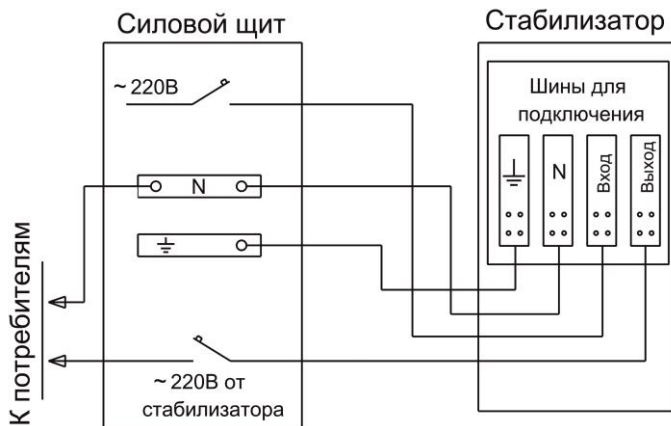 Силовой щит
Стабилизатор
~ 220В
Шины для
подключения
N
N
Вход
Выход
К потребителям
~ 220В от
стабилизатора